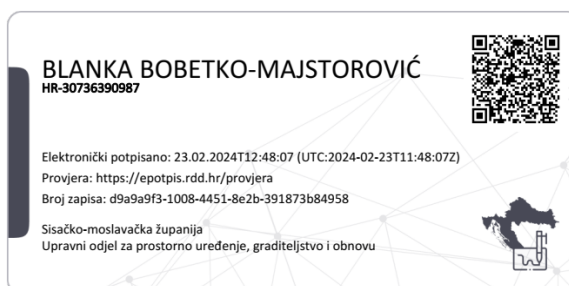 BLANKA BOBETKO-MAJSTOROVIĆ
HR-30736390987
Elektronički potpisano: 23.02.2024T12:48:07 (UTC:2024-02-23T11:48:07Z)
Provjera: https://epotpis.rdd.hr/provjera
Broj zapisa: d9a9a9f3-1008-4451-8e2b-391873b84958
Sisačko-moslavačka županija
Upravni odjel za prostorno uređenje, graditeljstvo i obnovu